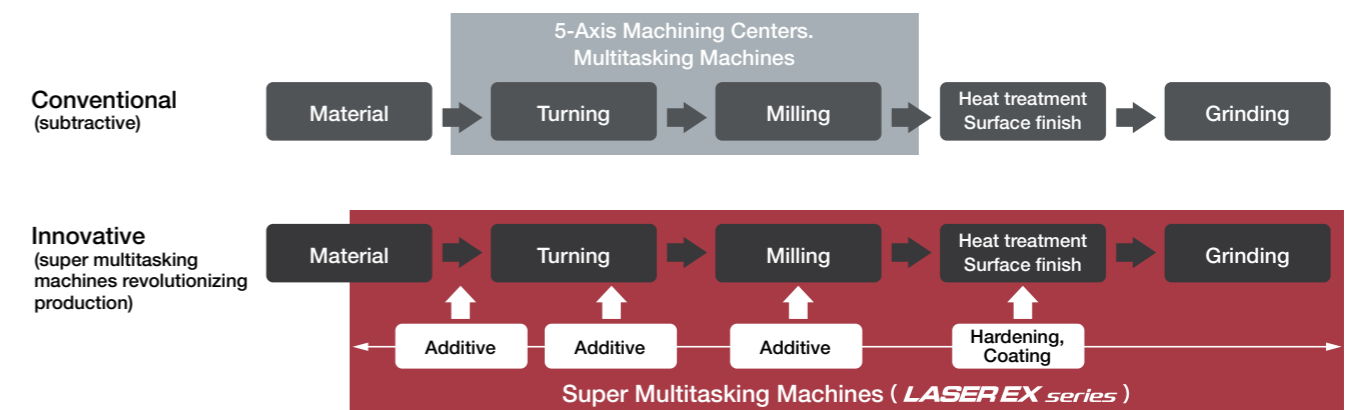 5-Axis Machining Centers.
Multitasking Machines
Conventional
(subtractive)
Material
Turning
Milling
Heat treatment
Surface finish
Grinding
Innovative
(super multitasking
machines revolutionizing
production)
Material
Turning
Milling
Heat treatment
Surface finish
Grinding
Additive
Additive
Additive
Hardening,
Coating
Super Multitasking Machines ( LASER EX series )